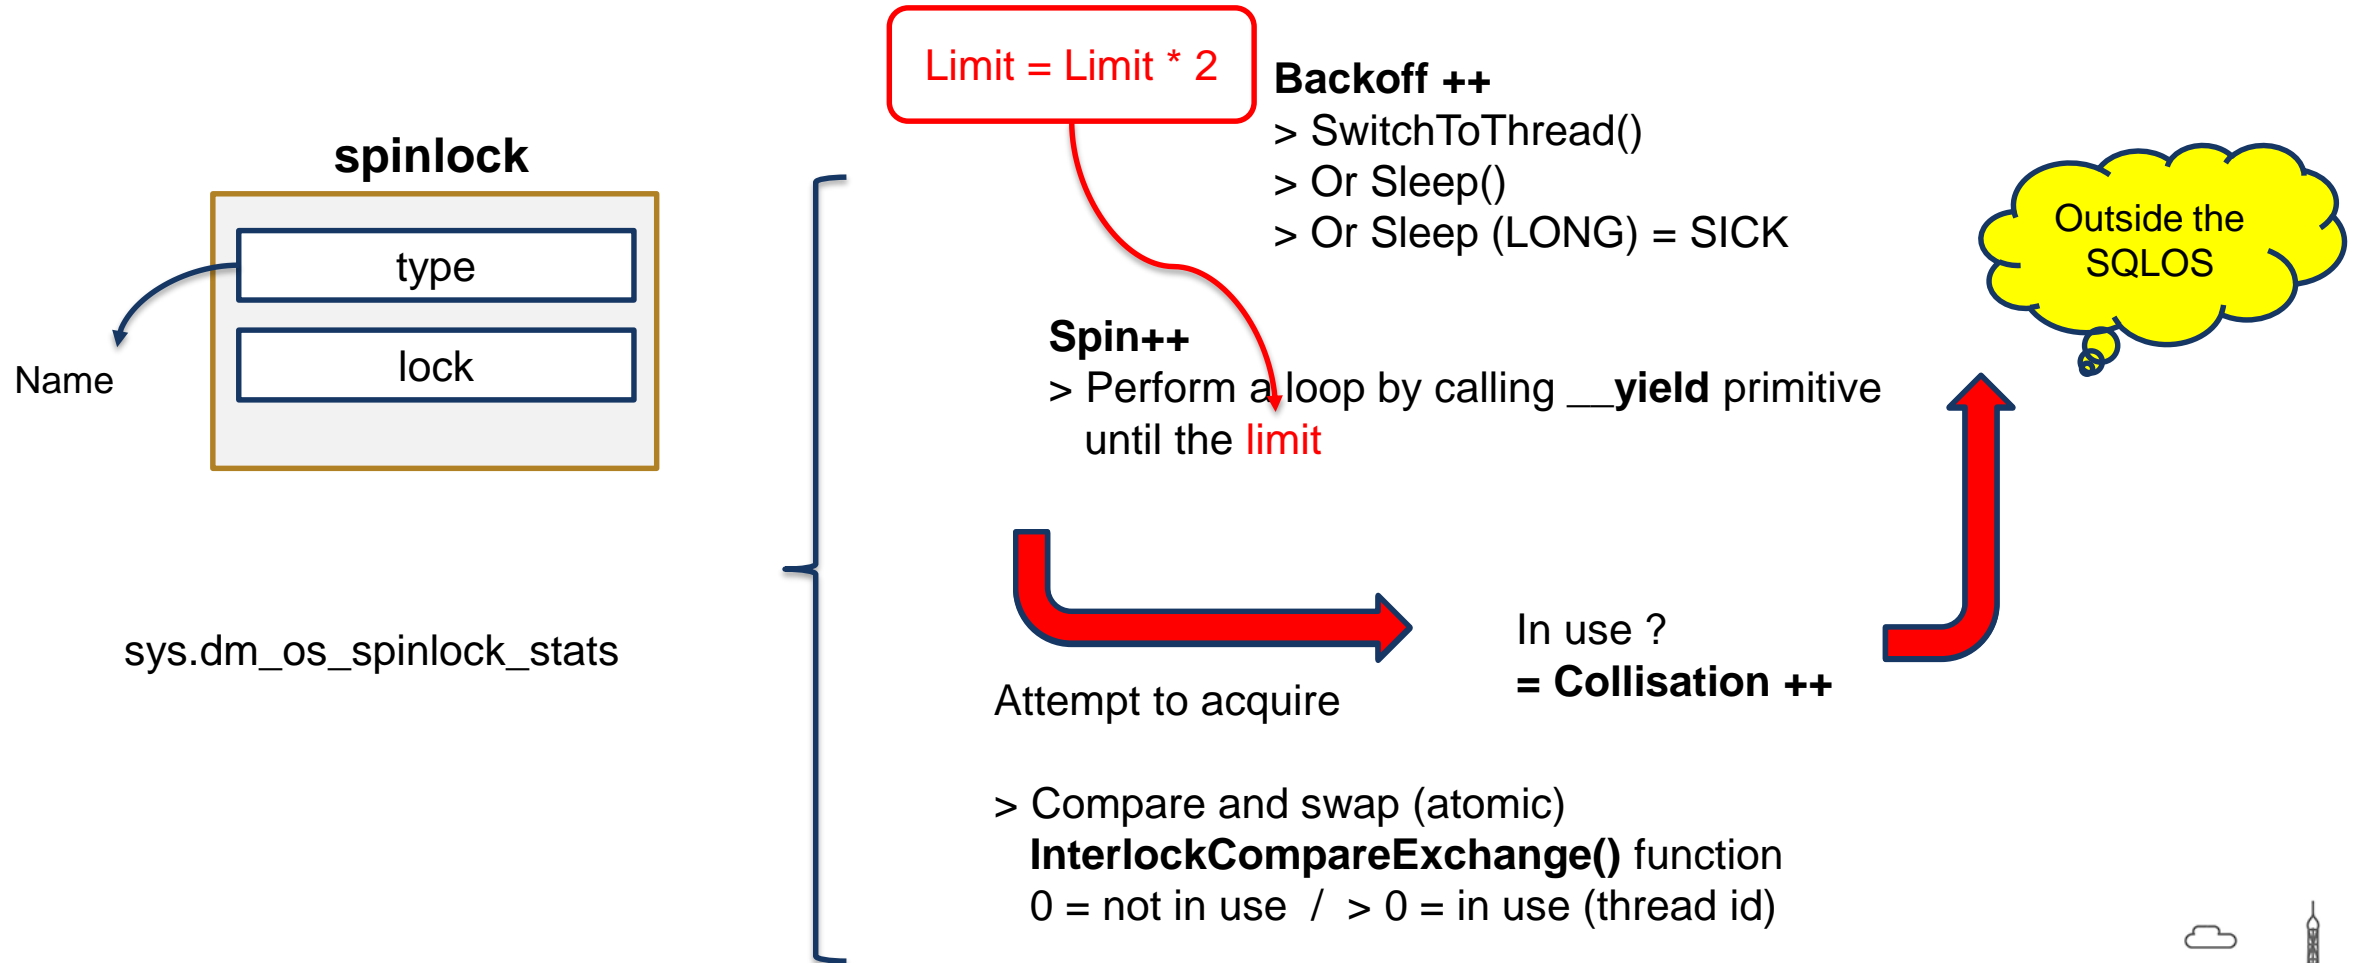 spinlock
type
lock
Name
sys.dm_os_spinlock_stats
Limit = Limit * 2
Backoff ++
> SwitchToThread()
> Or Sleep()
> Or Sleep (LONG) = SICK
Outside the
SQLOS
Spin++
> Perform a loop by calling __yield primitive
until the limit
In use ?
= Collisation ++
Attempt to acquire
> Compare and swap (atomic)
InterlockCompareExchange() function
0 = not in use / > 0 = in use (thread id)